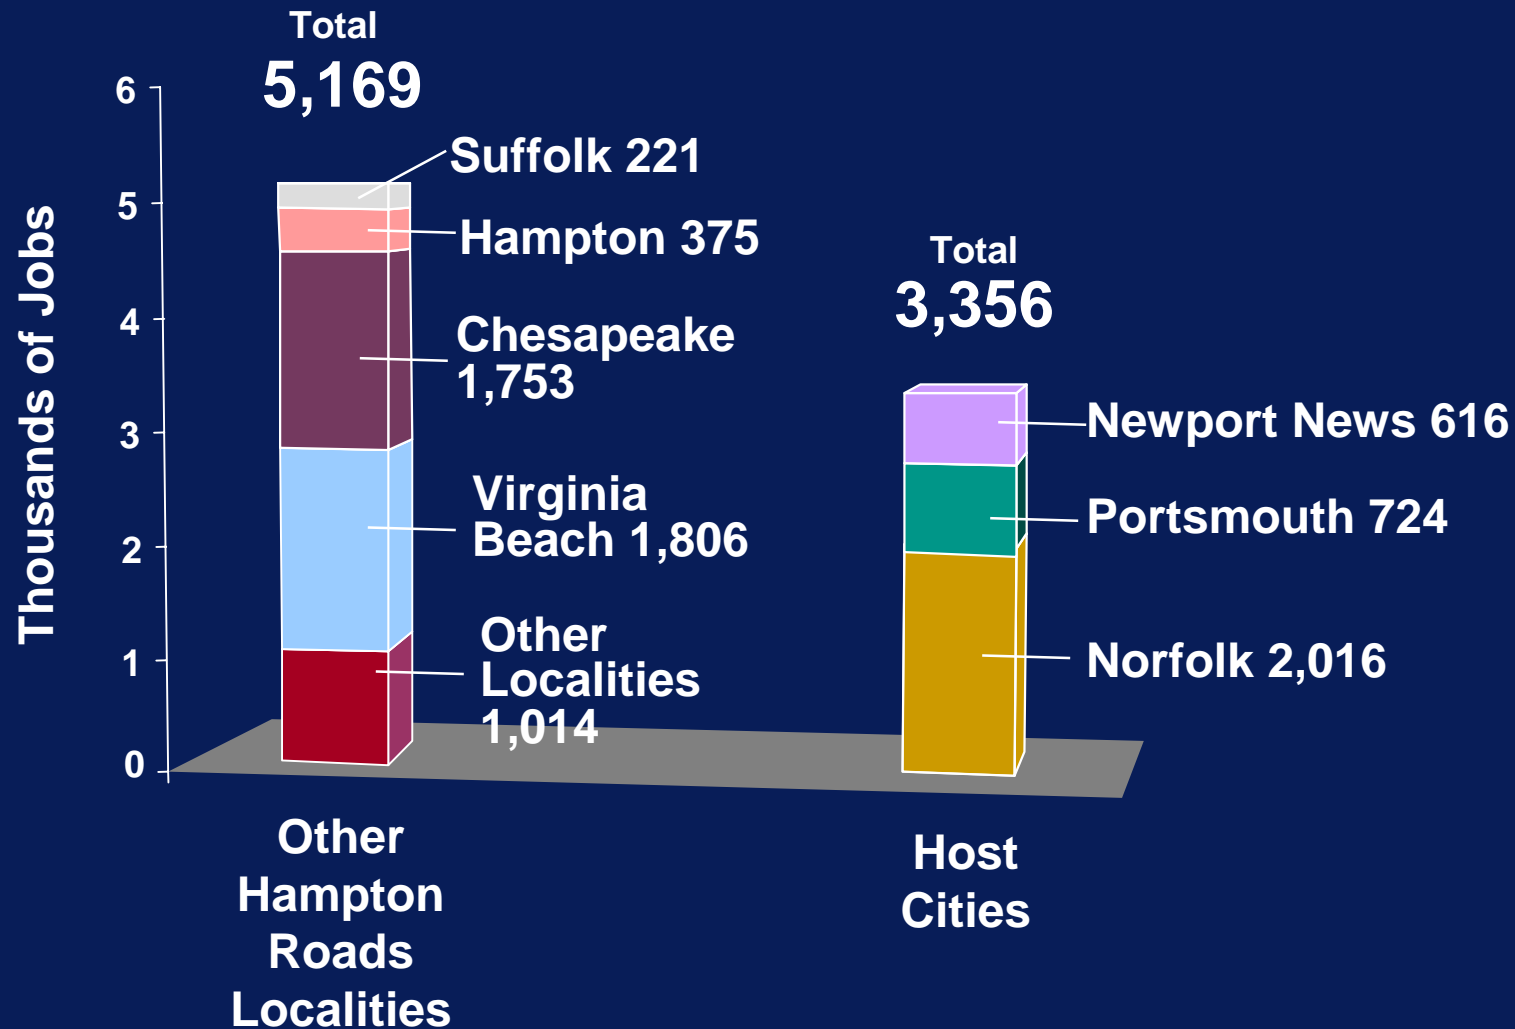 Total
5,169
Thousands of Jobs
6
5
4
3
2
1
0
Suffolk 221
Hampton 375
Chesapeake
1,753
Virginia
Beach 1,806
Other
Localities
1,014
Total
3,356
Newport News 616
Portsmouth 724
Norfolk 2,016
Other
Hampton
Roads
Localities
Host
Cities